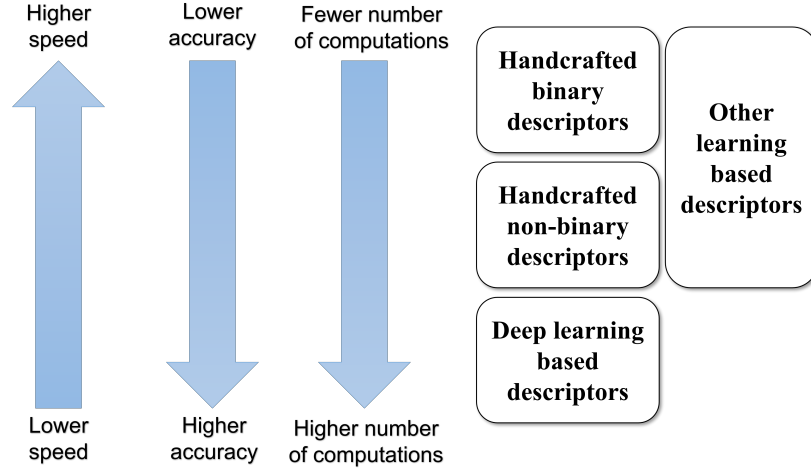 Higher
speed
Lower
accuracy
Fewer number
of computations
Lower
speed
Higher
accuracy
Higher number
of computations
Handcrafted
binary
descriptors
Handcrafted
non-binary
descriptors
Deep learning
based
descriptors
Other
learning
based
descriptors